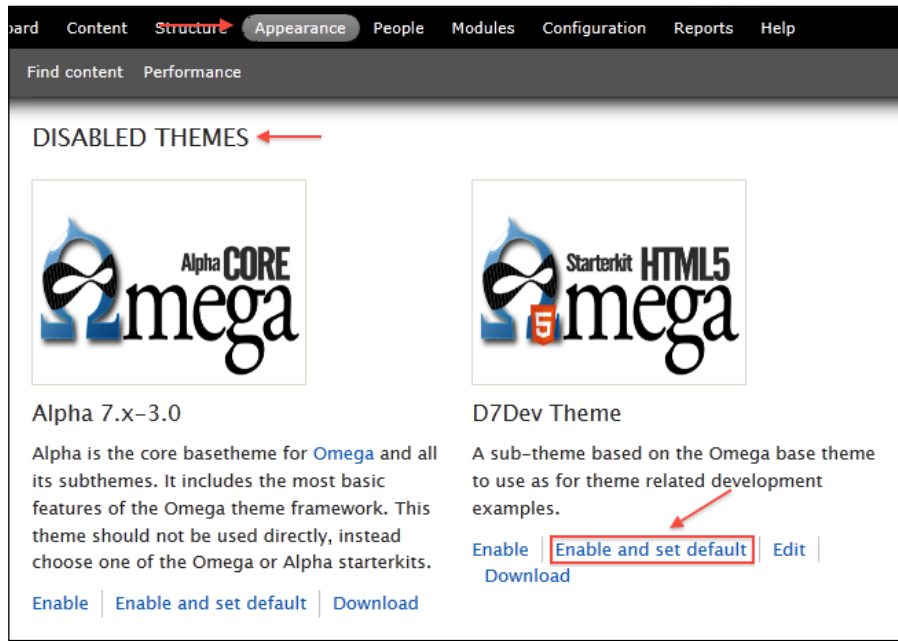 oard Content Structure Appearance People Modules Configuration Reports Help
Find content Performance
DISABLED THEMES
Alpha CORE
Omega
Starterkit HTML5
Omega
5
Alpha 7.x-3.0
Alpha is the core basetheme for Omega and all
its subthemes. It includes the most basic
features of the Omega theme framework. This
theme should not be used directly, instead
choose one of the Omega or Alpha starterkits.
Enable Enable and set default Download
D7Dev Theme
A sub-theme based on the Omega base theme
to use as for theme related development
examples.
Enable Enable and set default Edit
Download